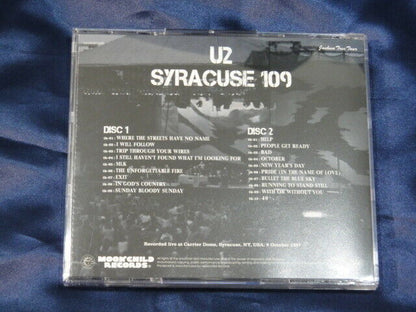 Joshua Tree Tour
U2
SYRACUSE 109
DISC 1
WHERE THE STREETS HAVE NO NAME
I WILL FOLLOW
TRIP THROUGH YOUR WIRES
I STILL HAVEN'T FOUND WHAT I'M LOOKING FOR
MLK
THE UNFORGETTABLE FIRE
EXIT
IN GOD'S COUNTRY
SUNDAY BLOODY SUNDAY
DISC 2
HELP
PEOPLE GET READY
BAD
OCTOBER
NEW YEAR'S DAY
PRIDE (IN THE NAME OF LOVE)
BULLET THE BLUE SKY
RUNNING TO STAND STILL
WITH OR WITHOUT YOU
40
Recorded live at Carrier Dome, Syracuse, NY, USA, 9 October 1987
MOONCHILD
RECORDS